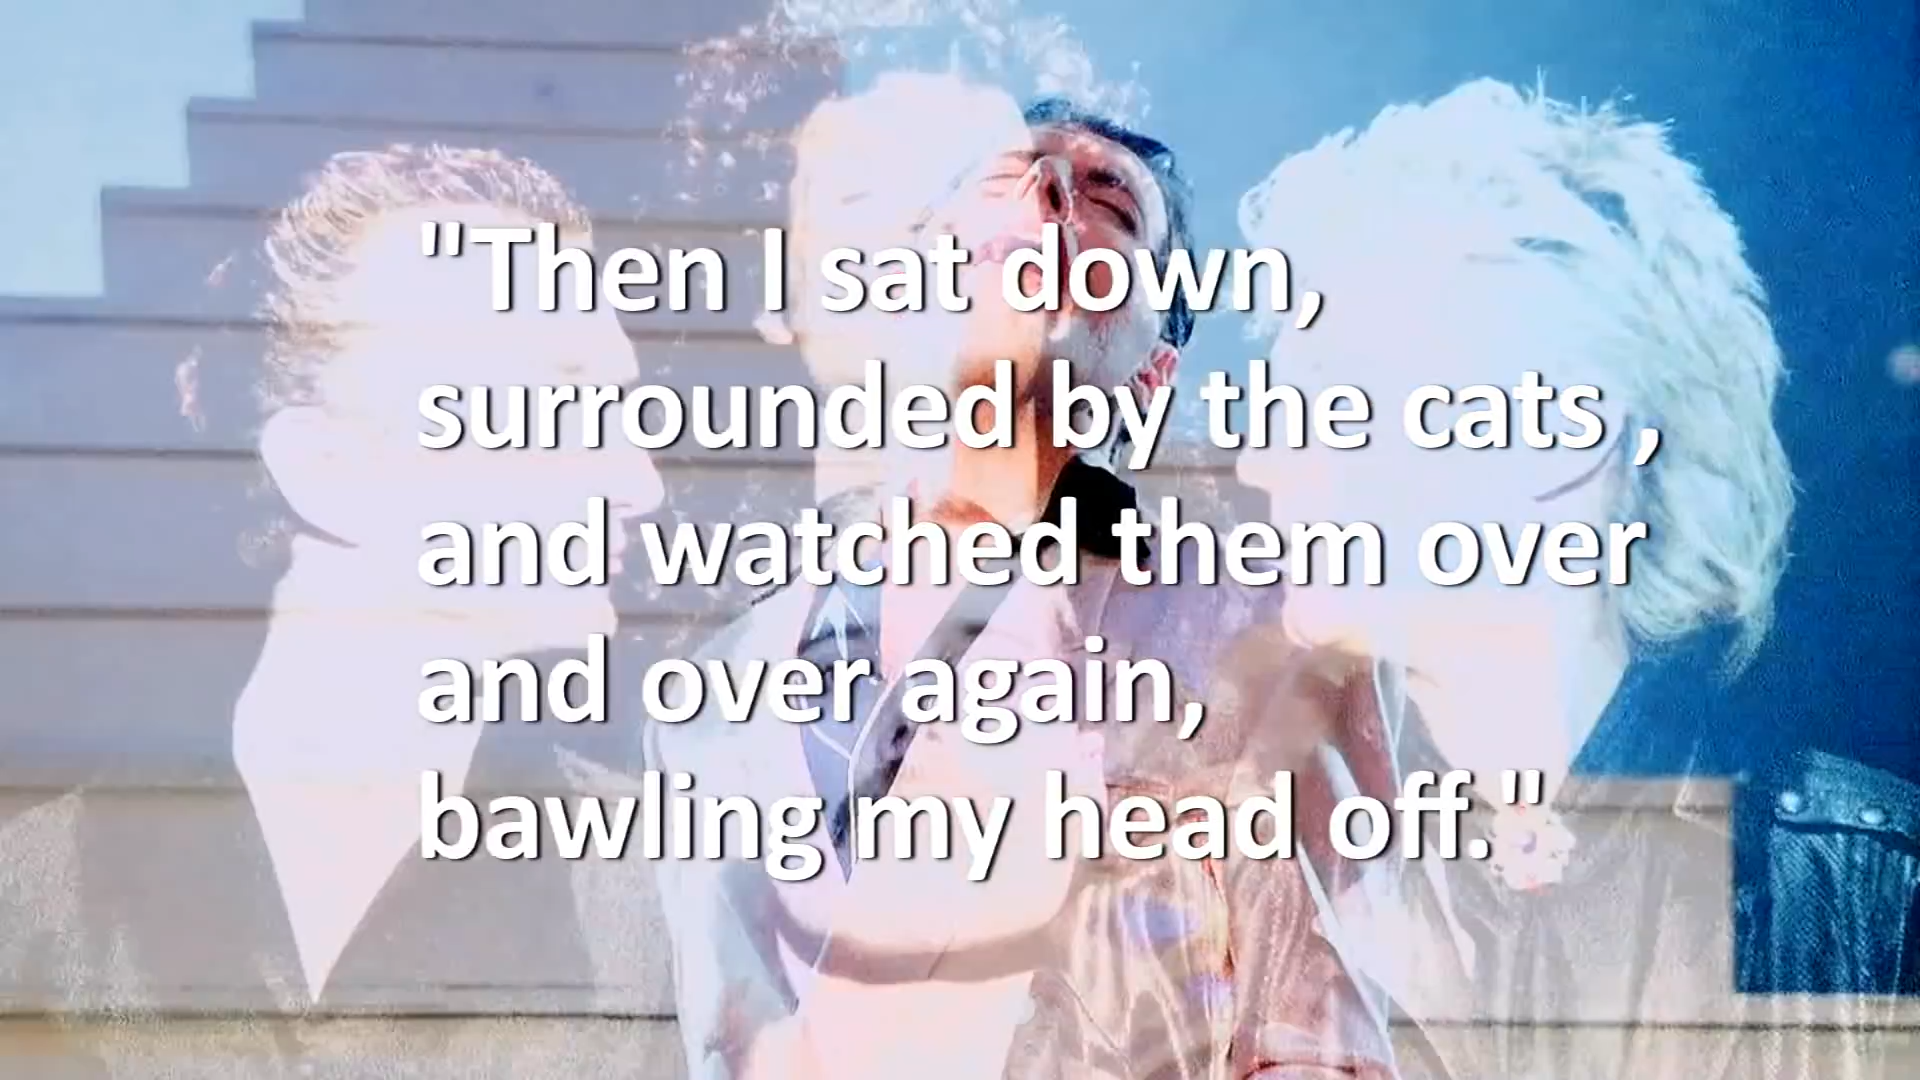 "Then I sat down,
surrounded by the cats ,
and watched them over
and over again,
bawling my head off."